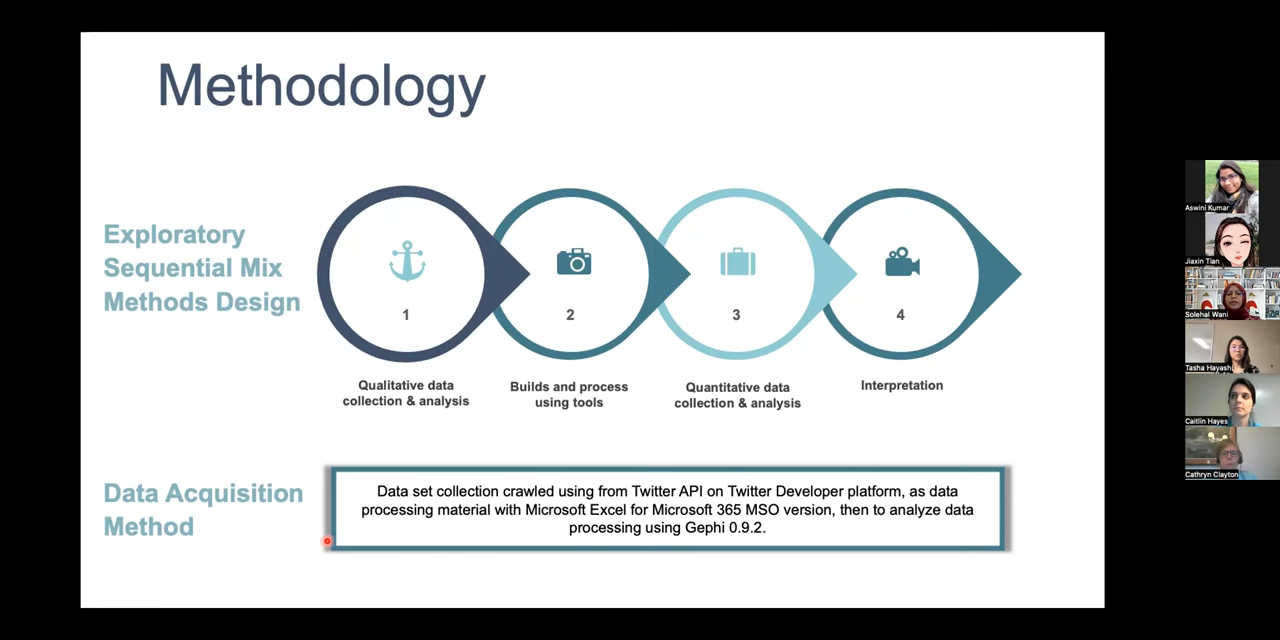 Methodology
Exploratory
Sequential Mix
Methods Design
1
2
3
4
Qualitative data
collection & analysis
Builds and process
using tools
Quantitative data
collection & analysis
Interpretation
Data Acquisition
Method
Data set collection crawled using from Twitter API on Twitter Developer platform, as data
processing material with Microsoft Excel for Microsoft 365 MSO version, then to analyze data
processing using Gephi 0.9.2.
Aswini Kumar
Jiaxin Tian
Solehal Wani
Tasha Hayashi
Caitlin Hayes
Cathryn Clayton